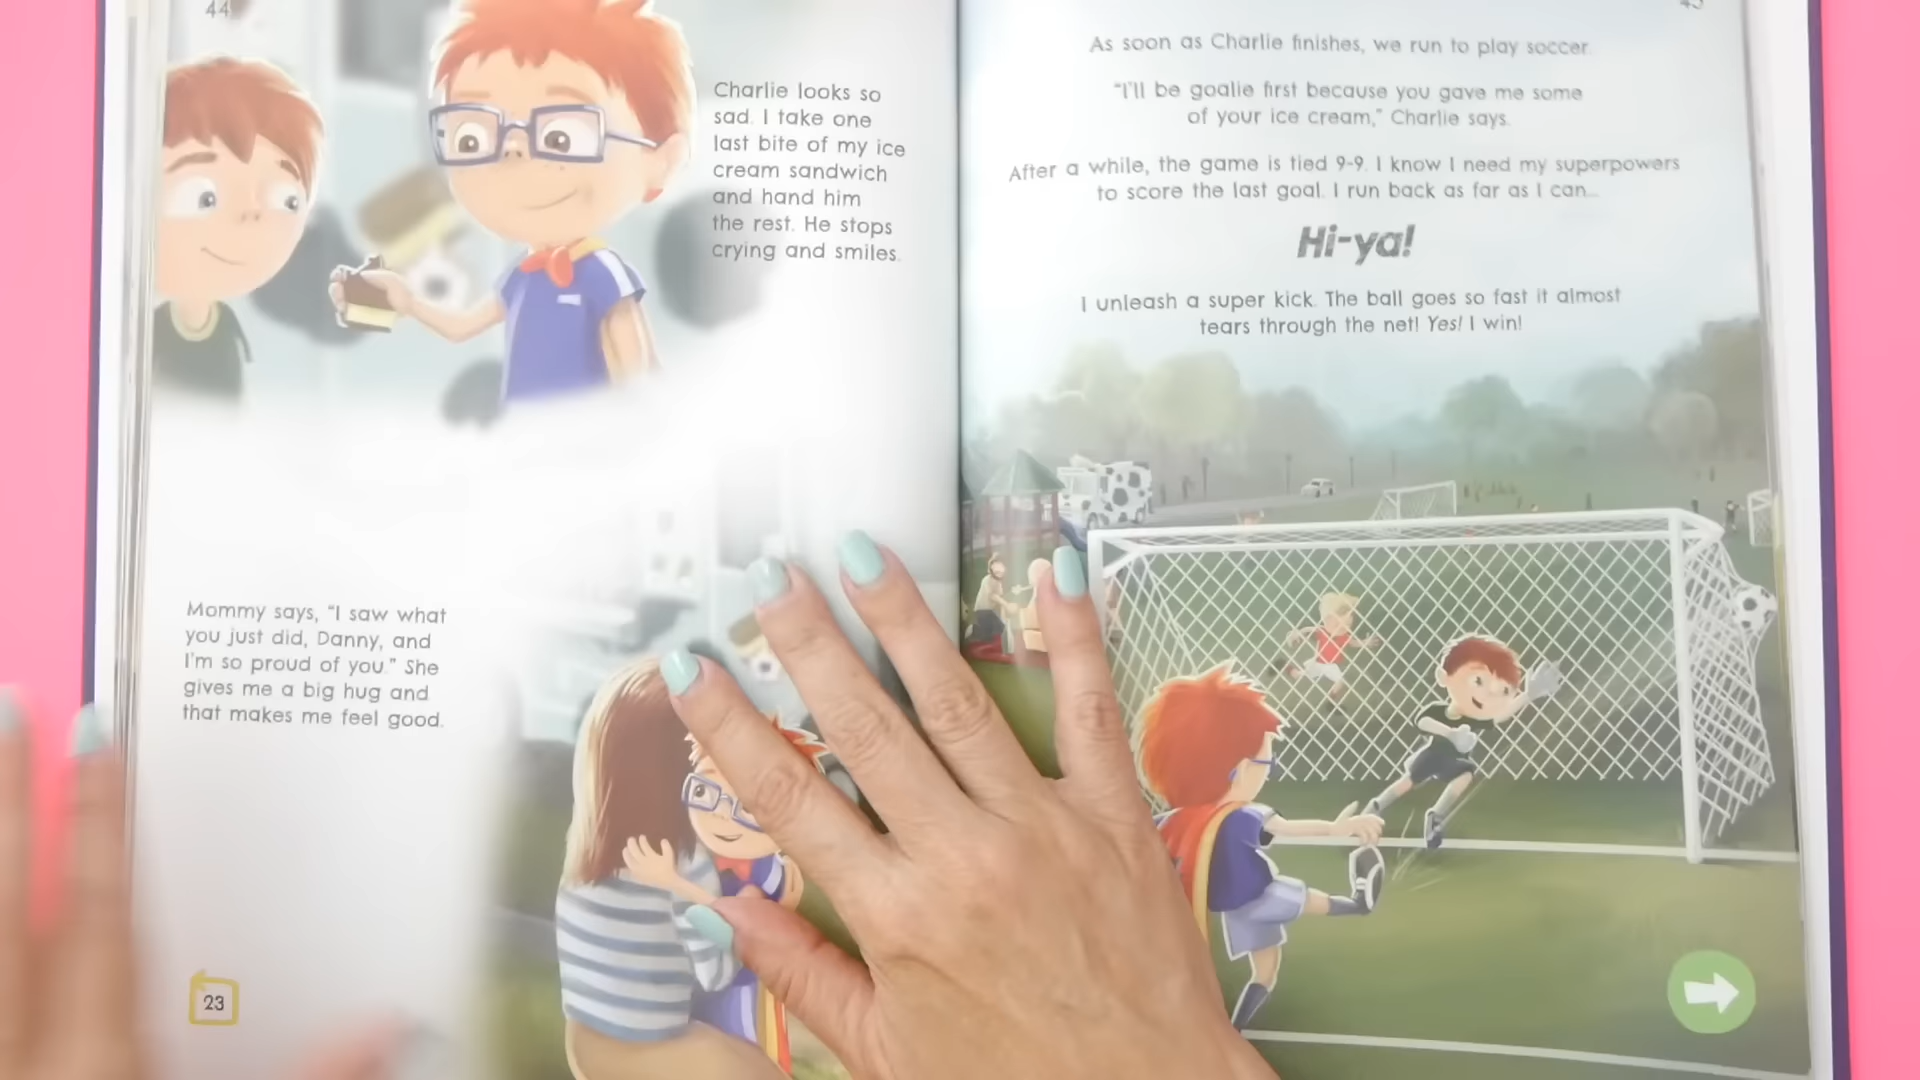 44
Charlie looks so
sad. I take one
last bite of my ice
cream sandwich
and hand him
the rest. He stops
crying and smiles.
Mommy says, “I saw what
you just did, Danny, and
I’m so proud of you.” She
gives me a big hug and
that makes me feel good.
23
As soon as Charlie finishes, we run to play soccer.
“I’ll be goalie first because you gave me some
of your ice cream,” Charlie says.
After a while, the game is tied 9-9. I know I need my superpowers
to score the last goal. I run back as far as I can...
Hi-ya!
I unleash a super kick. The ball goes so fast it almost
tears through the net! Yes! I win!